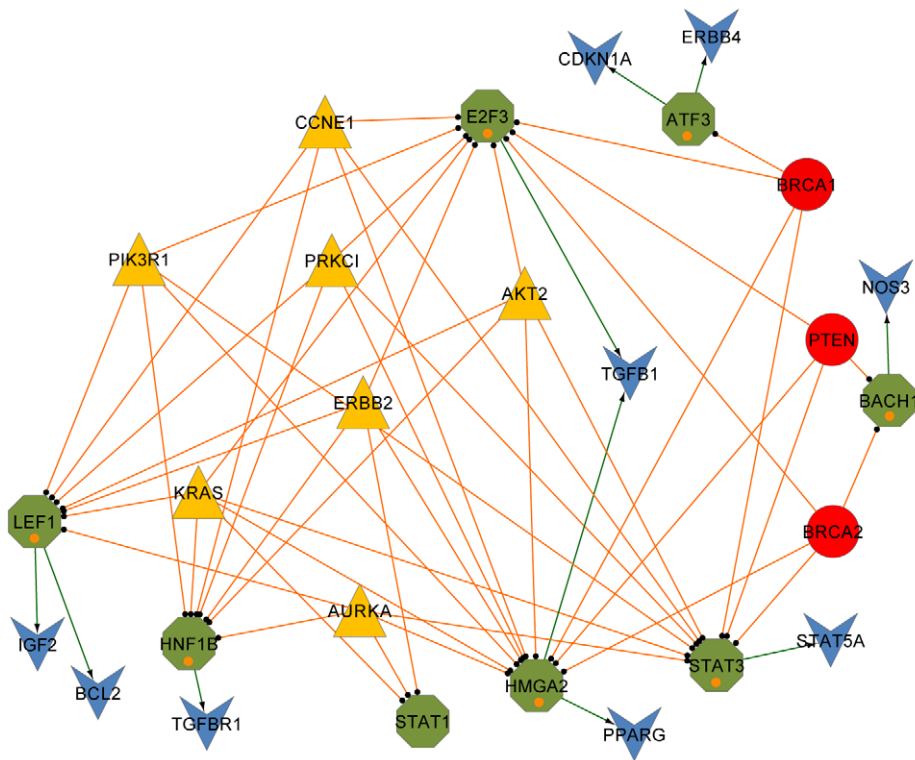 ERBB4
CDKN1A
E2F3
ATF3
CCNE1
BRCA1
PIK3R1
PRKCI
NOS3
AKT2
PTEN
TGFB1
ERBB2
BACH1
KRAS
LEF1
BRCA2
AURKA
IGF2
HNF1B
STAT5A
STAT3
HMGA2
BCL2
STAT1
TGFBR1
PPARG